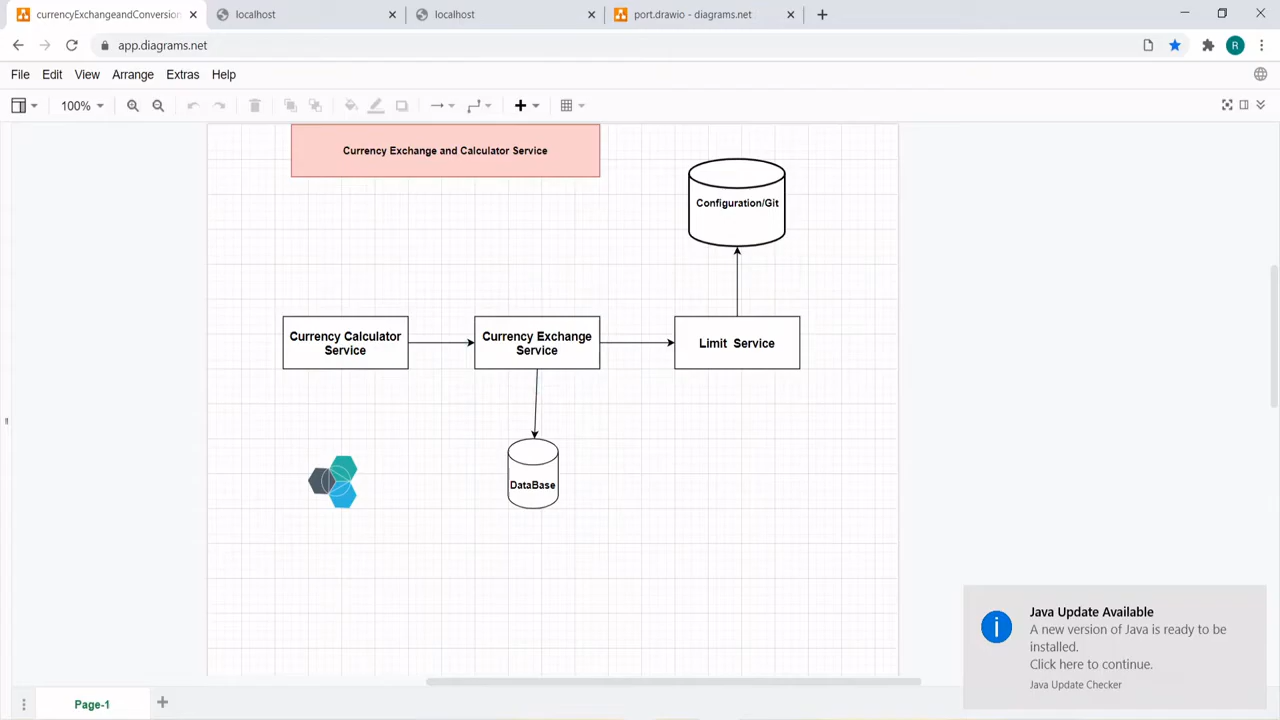 currencyExchangeandConversion
localhost
locaost
port.drawio - diagrams.net
app.diagrams.net
R
File Edit View Arrange Extras Help
100%
Currency Exchange and Calculator Service
Configuration/Git
Currency Calculator
Service
Currency Exchange
Service
Limit Service
DataBase
Java Update Available
A new version of Java is ready to be
installed.
Click here to continue.
Java Update Checker
Page-1